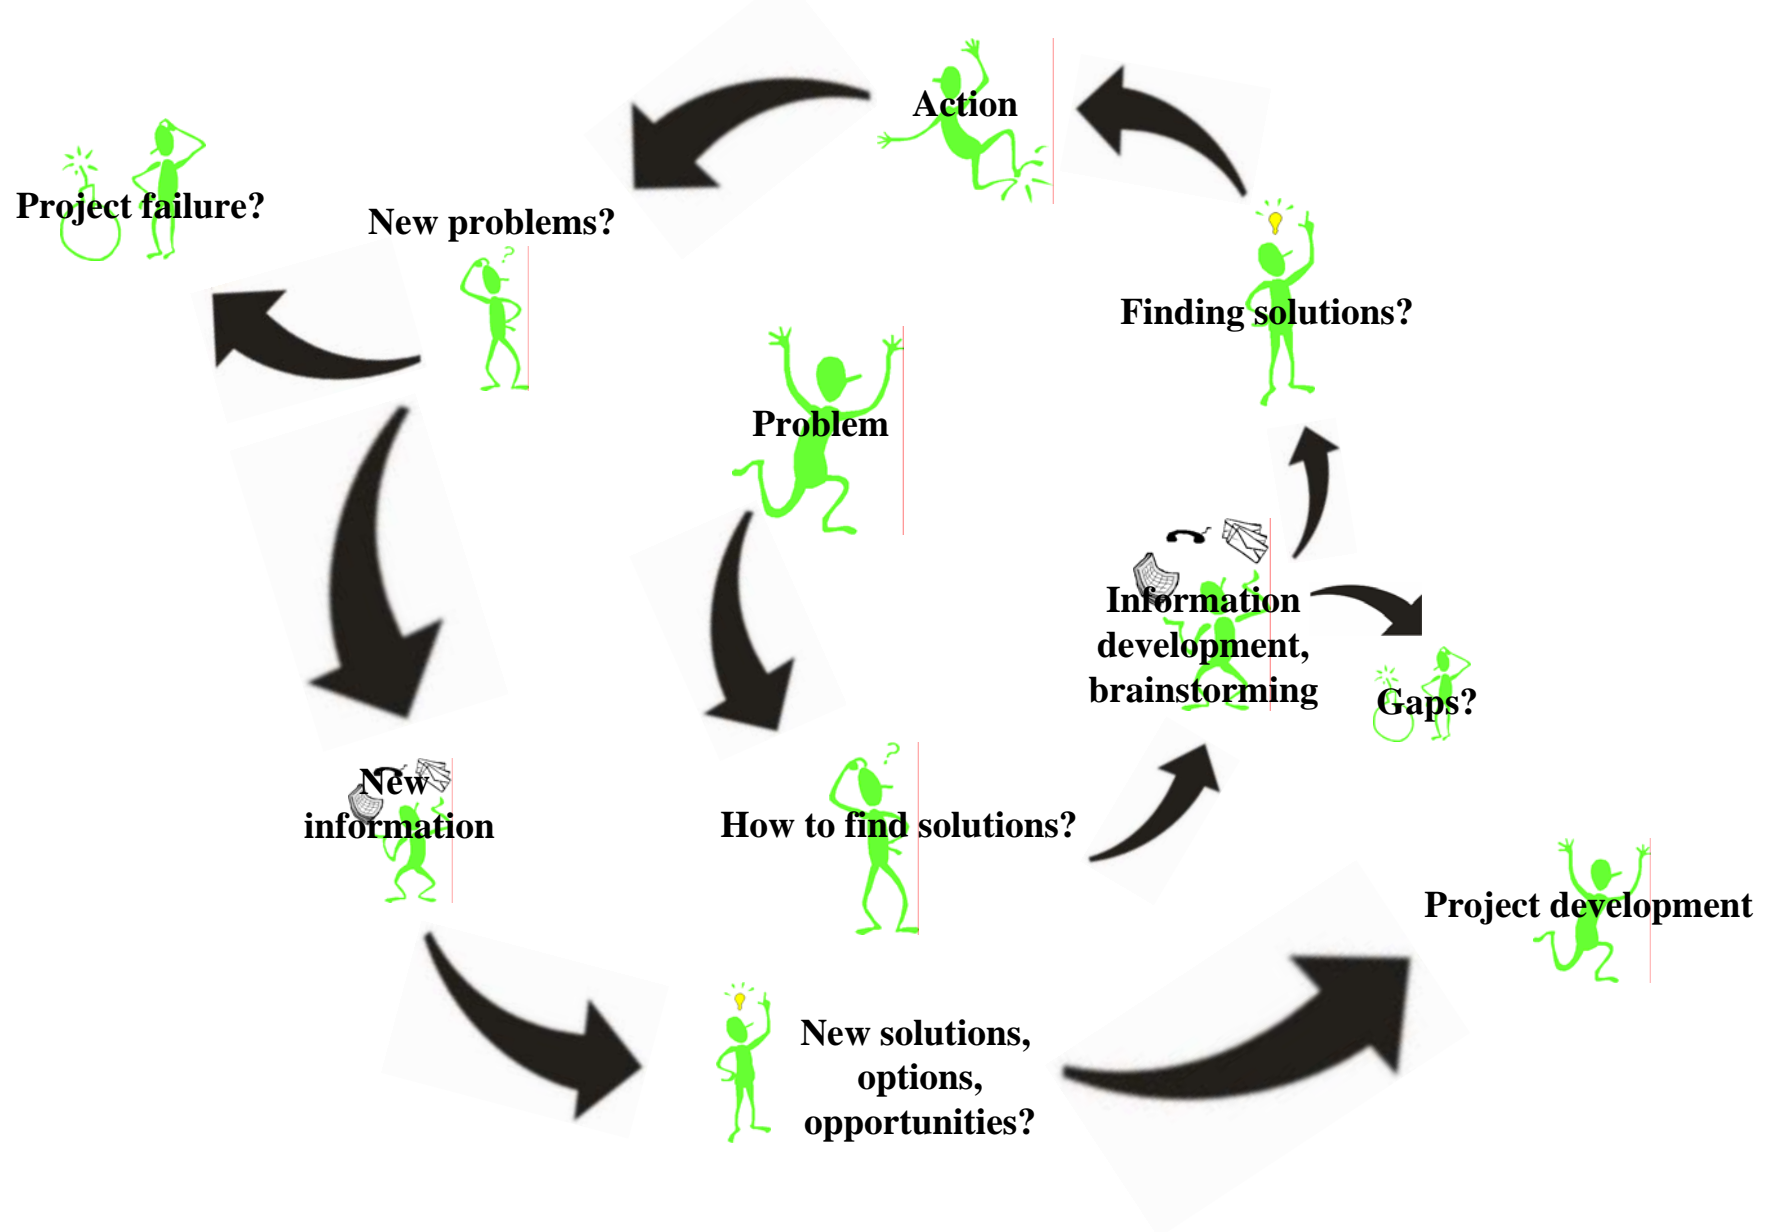 Action
Project failure?
New problems?
Finding solutions?
Problem
Information
development,
brainstorming
Gaps?
New
information
How to find solutions?
Project development
New solutions,
options,
opportunities?